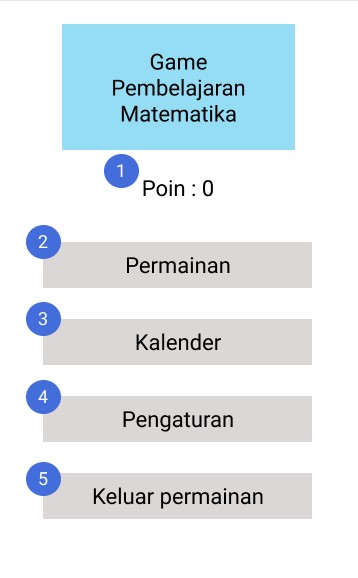 Game
Pembelajaran
Matematika
1
Poin : 0
2
Permainan
3
Kalender
4
Pengaturan
5
Keluar permainan